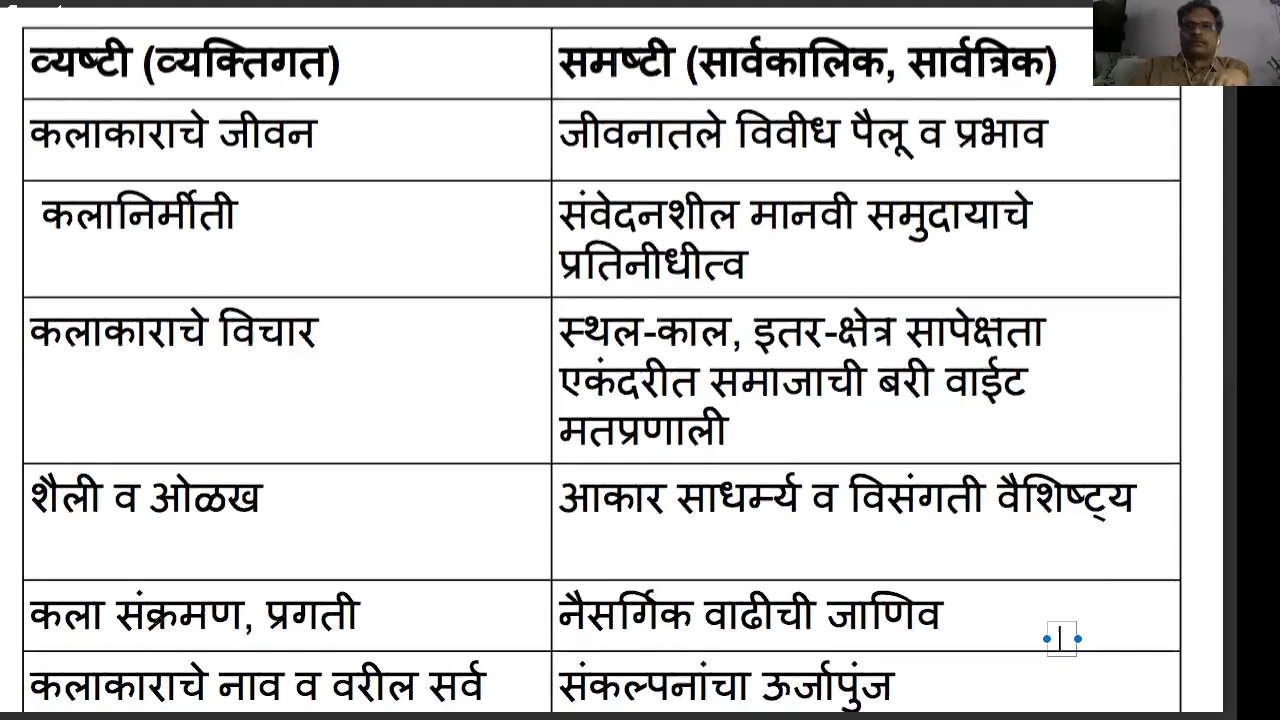 व्यष्टी (व्यक्तिगत) समष्टी (सार्वकालिक, सार्वत्रिक)
कलाकाराचे जीवन जीवनातले विवीध पैलू व प्रभाव
कलानिर्मीती संवेदनशील मानवी समुदायाचे
प्रतिनीधीत्व
कलाकाराचे विचार स्थल-काल, इतर-क्षेत्र सापेक्षता
एकंदरीत समाजाची बरी वाईट
मतप्रणाली
शैली व ओळख आकार साधर्म्य व विसंगती वैशिष्ट्य
कला संक्रमण, प्रगती नैसर्गिक वाढीची जाणिव
कलाकाराचे नाव व वरील सर्व संकल्पनांचा ऊर्जापुंज